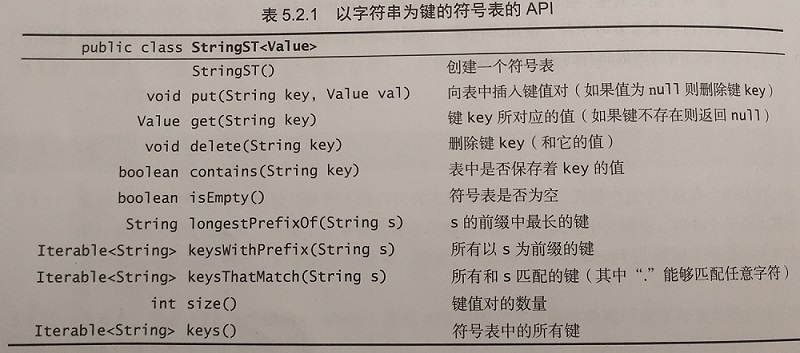 表 5.2.1 以字符串为键的符号表的 API
public class StringST<Value>
StringST() 创建一个符号表
void put(String key, Value val) 向表中插入键值对（如果值为 null 则删除键 key）
Value get(String key) 键 key 所对应的值（如果键不存在则返回 null）
void delete(String key) 删除键 key（和它的值）
boolean contains(String key) 表中是否保存着 key 的值
boolean isEmpty() 符号表是否为空
String longestPrefixOf(String s) s 的前缀中最长的键
Iterable<String> keysWithPrefix(String s) 所有以 s 为前缀的键
Iterable<String> keysThatMatch(String s) 所有和 s 匹配的键（其中“.”能够匹配任意字符）
int size() 键值对的数量
Iterable<String> keys() 符号表中的所有键